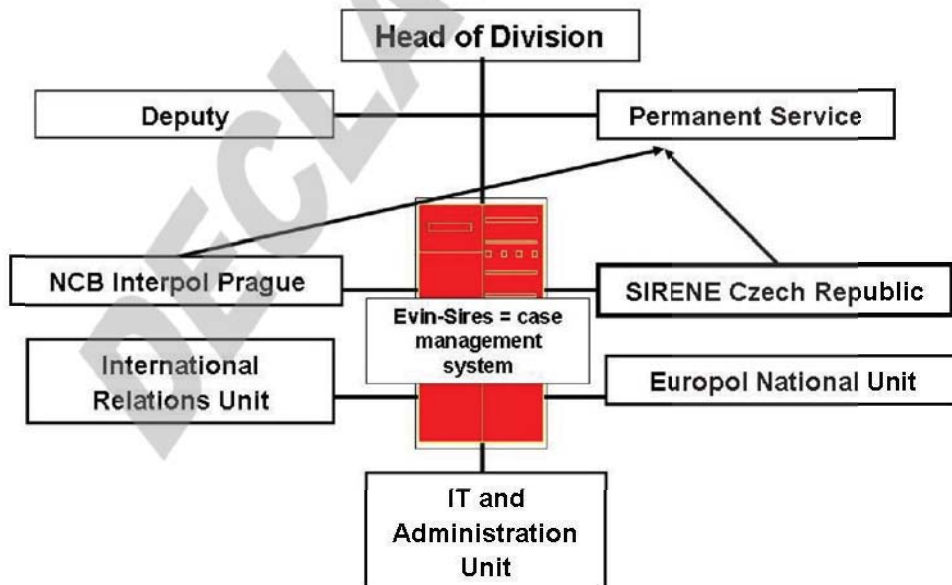 Head of Division
Deputy
Permanent Service
NCB Interpol Prague
SIRENE Czech Republic
Evin-Sires = case
management
system
International
Relations Unit
Europol National Unit
IT and
Administration
Unit
DECLA